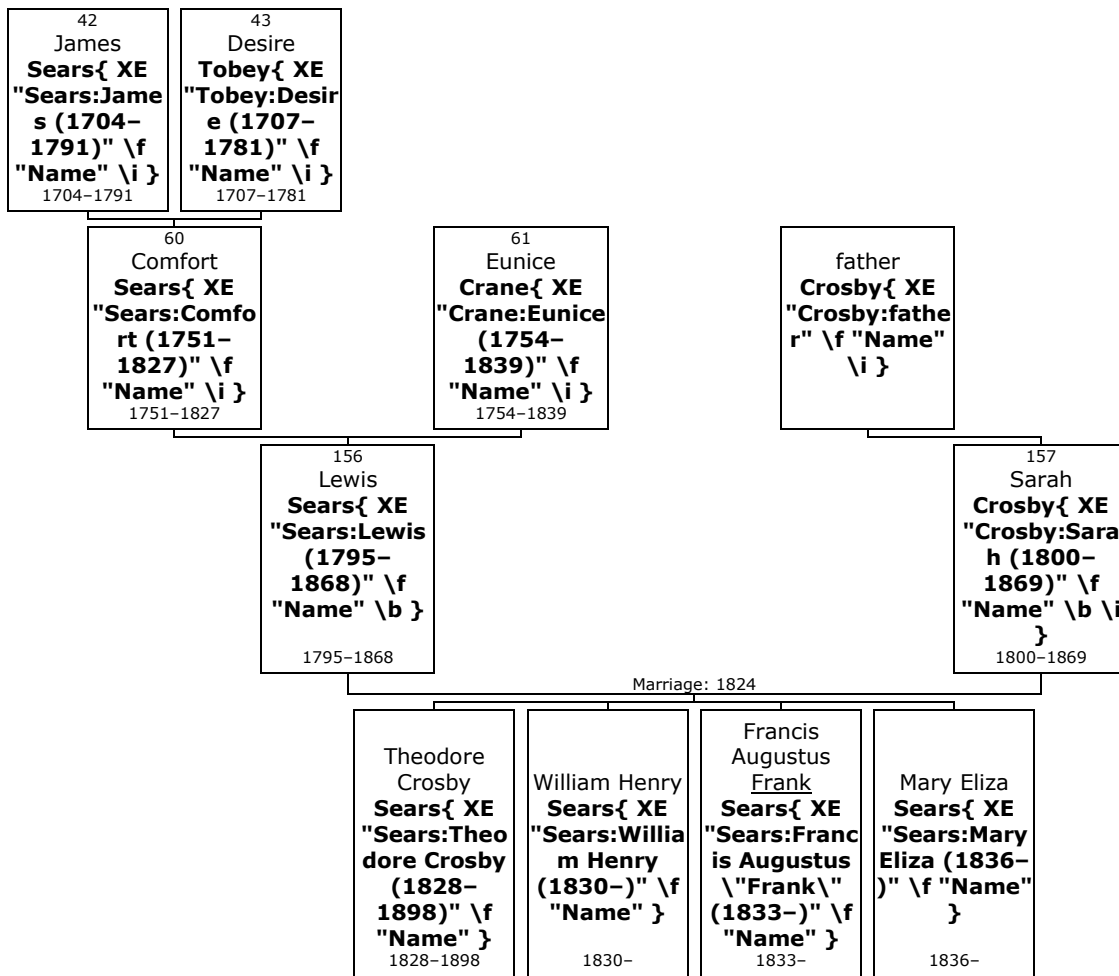 42
James
Sears{ XE
"Sears:Jame
s (1704–
1791)" \f
"Name" \i }
1704–1791
43
Desire
Tobey{ XE
"Tobey:Desir
e (1707–
1781)" \f
"Name" \i }
1707–1781
60
Comfort
Sears{ XE
"Sears:Comfo
rt (1751–
1827)" \f
"Name" \i }
1751–1827
61
Eunice
Crane{ XE
"Crane:Eunice
(1754–
1839)" \f
"Name" \i }
1754–1839
father
Crosby{ XE
"Crosby:fathe
r" \f "Name"
\i }
156
Lewis
Sears{ XE
"Sears:Lewis
(1795–
1868)" \f
"Name" \b }
1795–1868
157
Sarah
Crosby{ XE
"Crosby:Sara
h (1800–
1869)" \f
"Name" \b \i
}
1800–1869
Marriage: 1824
Theodore
Crosby
Sears{ XE
"Sears:Theo
dore Crosby
(1828–
1898)" \f
"Name" }
1828–1898
William Henry
Sears{ XE
"Sears:Willia
m Henry
(1830–)" \f
"Name" }
1830–
Francis
Augustus
Frank
Sears{ XE
"Sears:Franc
is Augustus
\"Frank\"
(1833–)" \f
"Name" }
1833–
Mary Eliza
Sears{ XE
"Sears:Mary
Eliza (1836–
)" \f "Name"
}
1836–